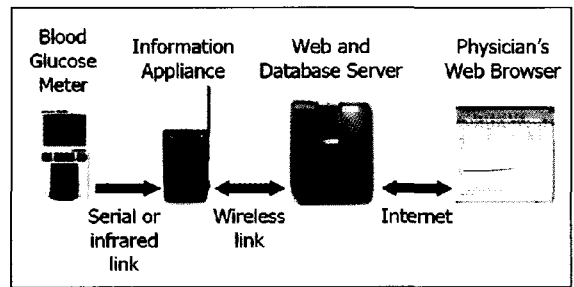 Blood
Glucose
Meter
Information
Appliance
Web and
Database Server
Physician's
Web Browser
Serial or
infrared
link
Wireless
link
Internet